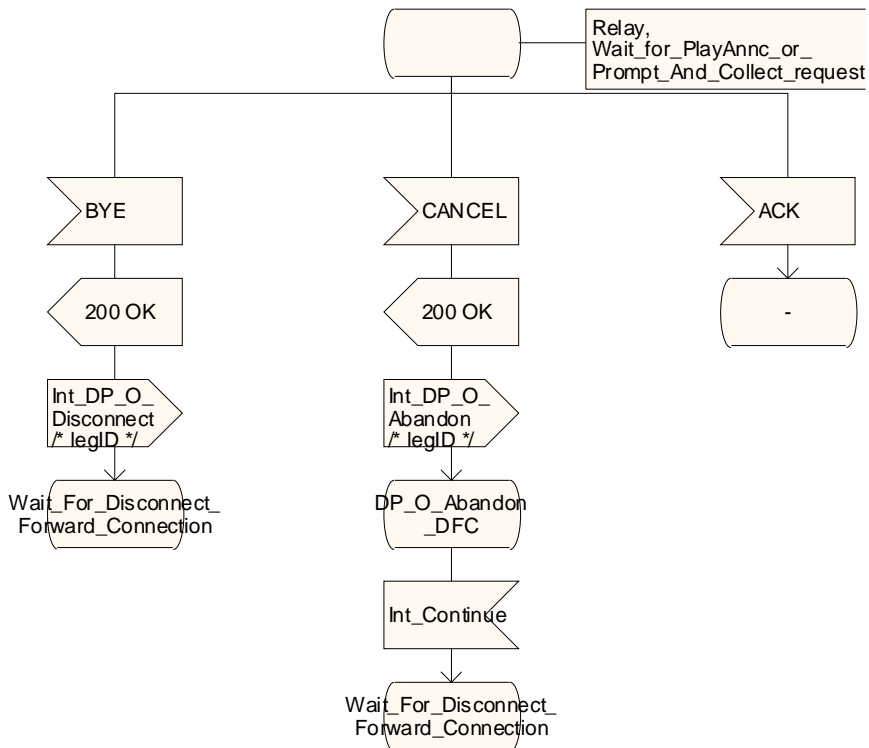 Relay,
Wait_for_PlayAnnc_or_
Prompt_And_Collect_request
BYE
CANCEL
ACK
200 OK
200 OK
-
Int_DP_O_
Disconnect
/* legID */
Int_DP_O_
Abandon
/* legID */
Wait_For_Disconnect_
Forward_Connection
DP_O_Abandon
_DFC
Int_Continue
Wait_For_Disconnect_
Forward_Connection